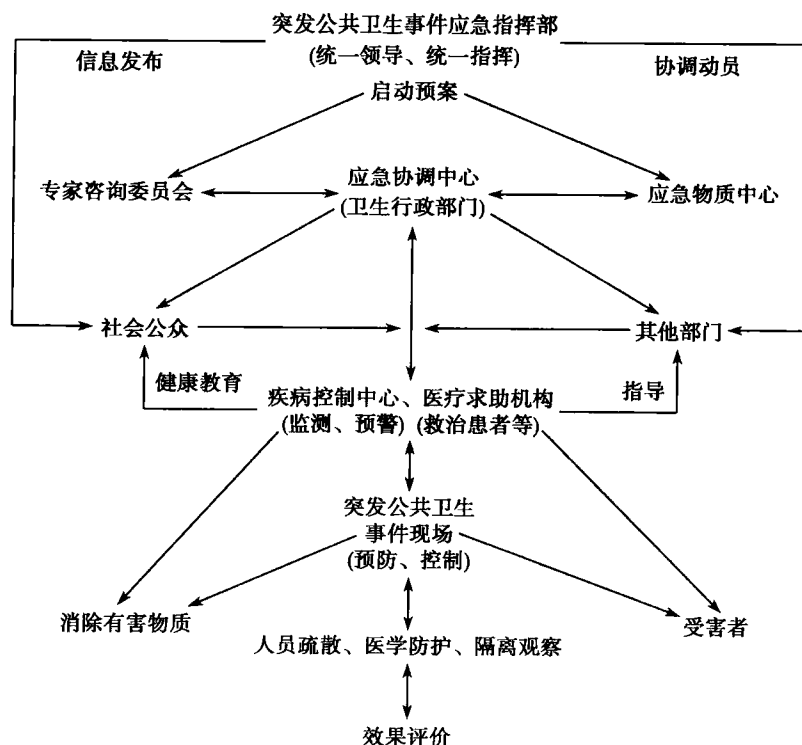 突发公共卫生事件应急指挥部
信息发布
(统一领导、统一指挥)
协调动员
启动预案
专家咨询委员会
应急协调中心
(卫生行政部门)
应急物质中心
社会公众
其他部门
健康教育
指导
疾病控制中心、医疗求助机构
(监测、预警) (救治患者等)
突发公共卫生
事件现场
(预防、控制)
消除有害物质
受害者
人员疏散、医学防护、隔离观察
效果评价